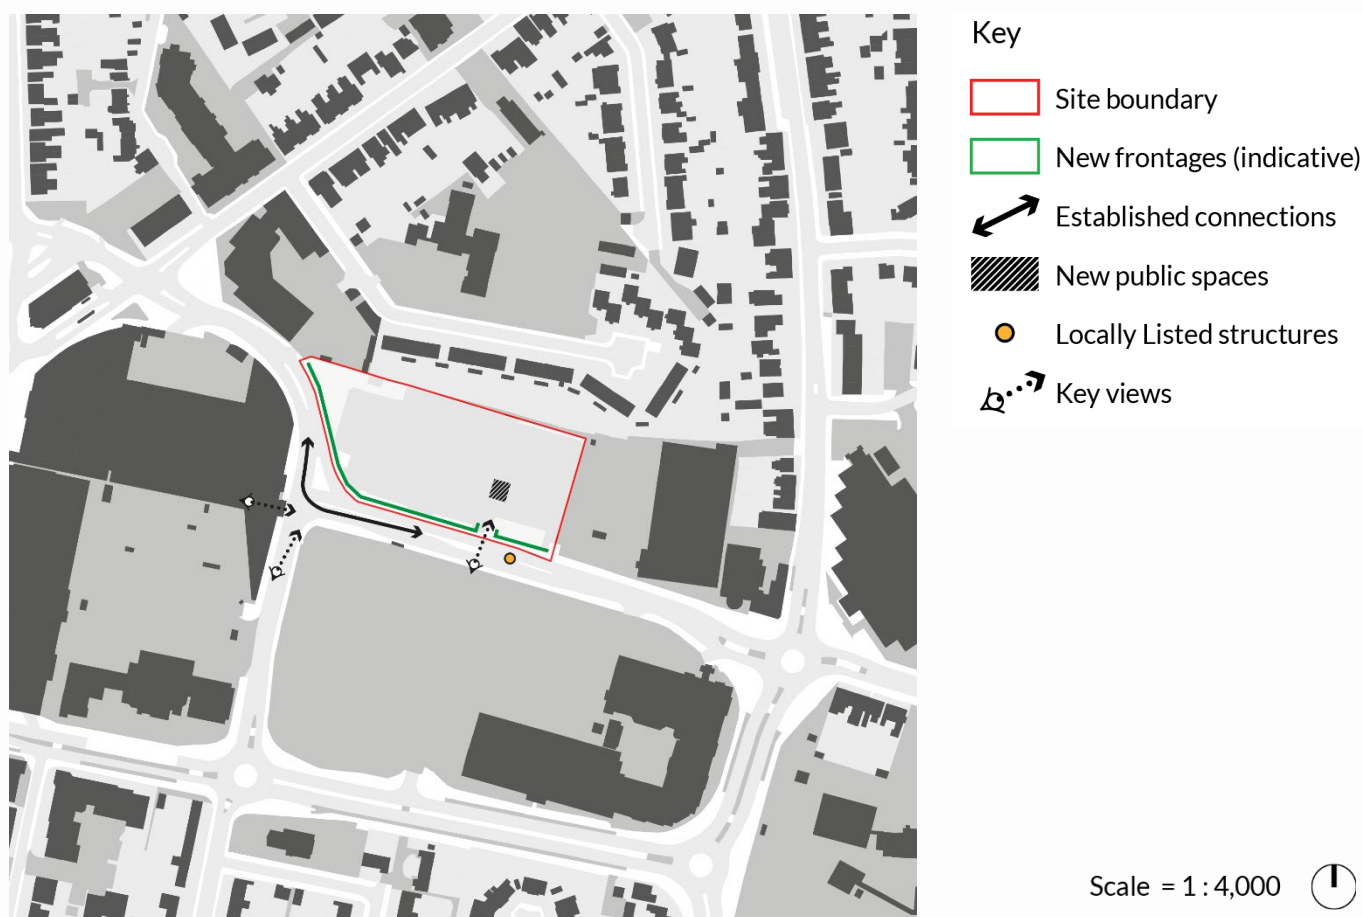 Key
Site boundary
New frontages (indicative)
Established connections
New public spaces
Locally Listed structures
Key views
Scale = 1 : 4,000